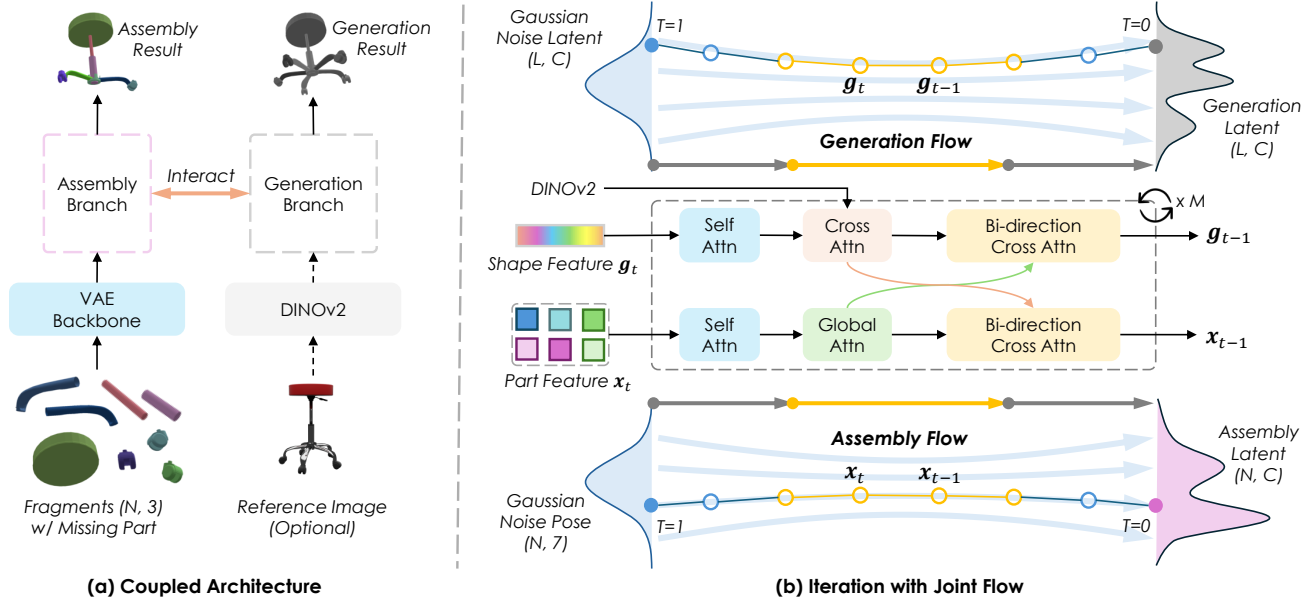 Assembly
Result
Generation
Result
Assembly
Branch
Interact
Generation
Branch
VAE
Backbone
DINOv2
Fragments (N, 3)
w/ Missing Part
Reference Image
(Optional)
(a) Coupled Architecture
Gaussian
Noise Latent
(L, C)
T=1
T=0
g_t
g_{t-1}
Generation Flow
Generation
Latent
(L, C)
DINOv2
x M
Shape Feature g_t
Self
Attn
Cross
Attn
Bi-direction
Cross Attn
g_{t-1}
Part Feature x_t
Self
Attn
Global
Attn
Bi-direction
Cross Attn
x_{t-1}
Assembly Flow
x_t
x_{t-1}
Gaussian
Noise Pose
(N, 7)
T=1
T=0
Assembly
Latent
(N, C)
(b) Iteration with Joint Flow